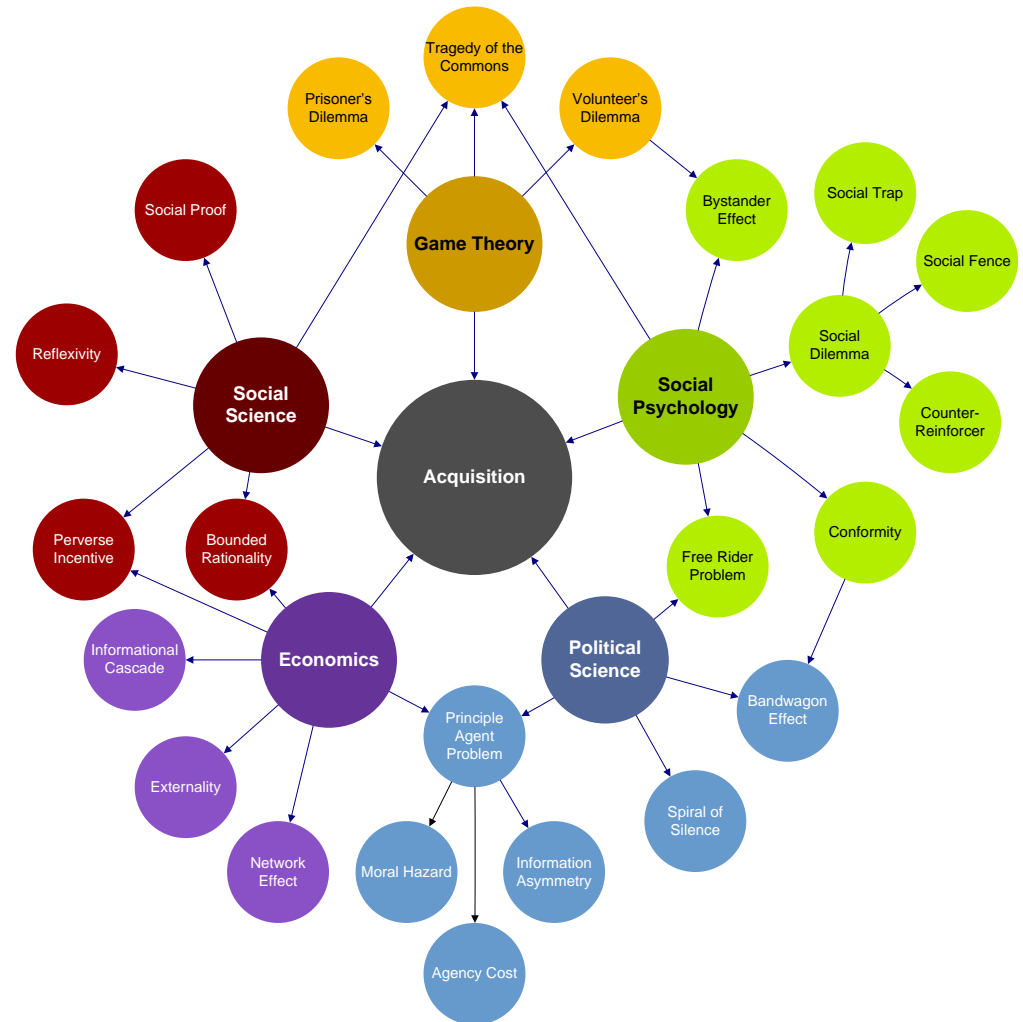 Tragedy of the
Commons
Prisoner's
Dilemma
Volunteer's
Dilemma
Social Trap
Social Proof
Bystander
Effect
Game Theory
Social Fence
Reflexivity
Social
Dilemma
Social
Science
Social
Psychology
Counter-
Reinforcer
Acquisition
Perverse
Incentive
Bounded
Rationality
Free Rider
Problem
Conformity
Informational
Cascade
Economics
Political
Science
Bandwagon
Effect
Principle
Agent
Problem
Externality
Spiral of
Silence
Network
Effect
Moral Hazard
Information
Asymmetry
Agency Cost